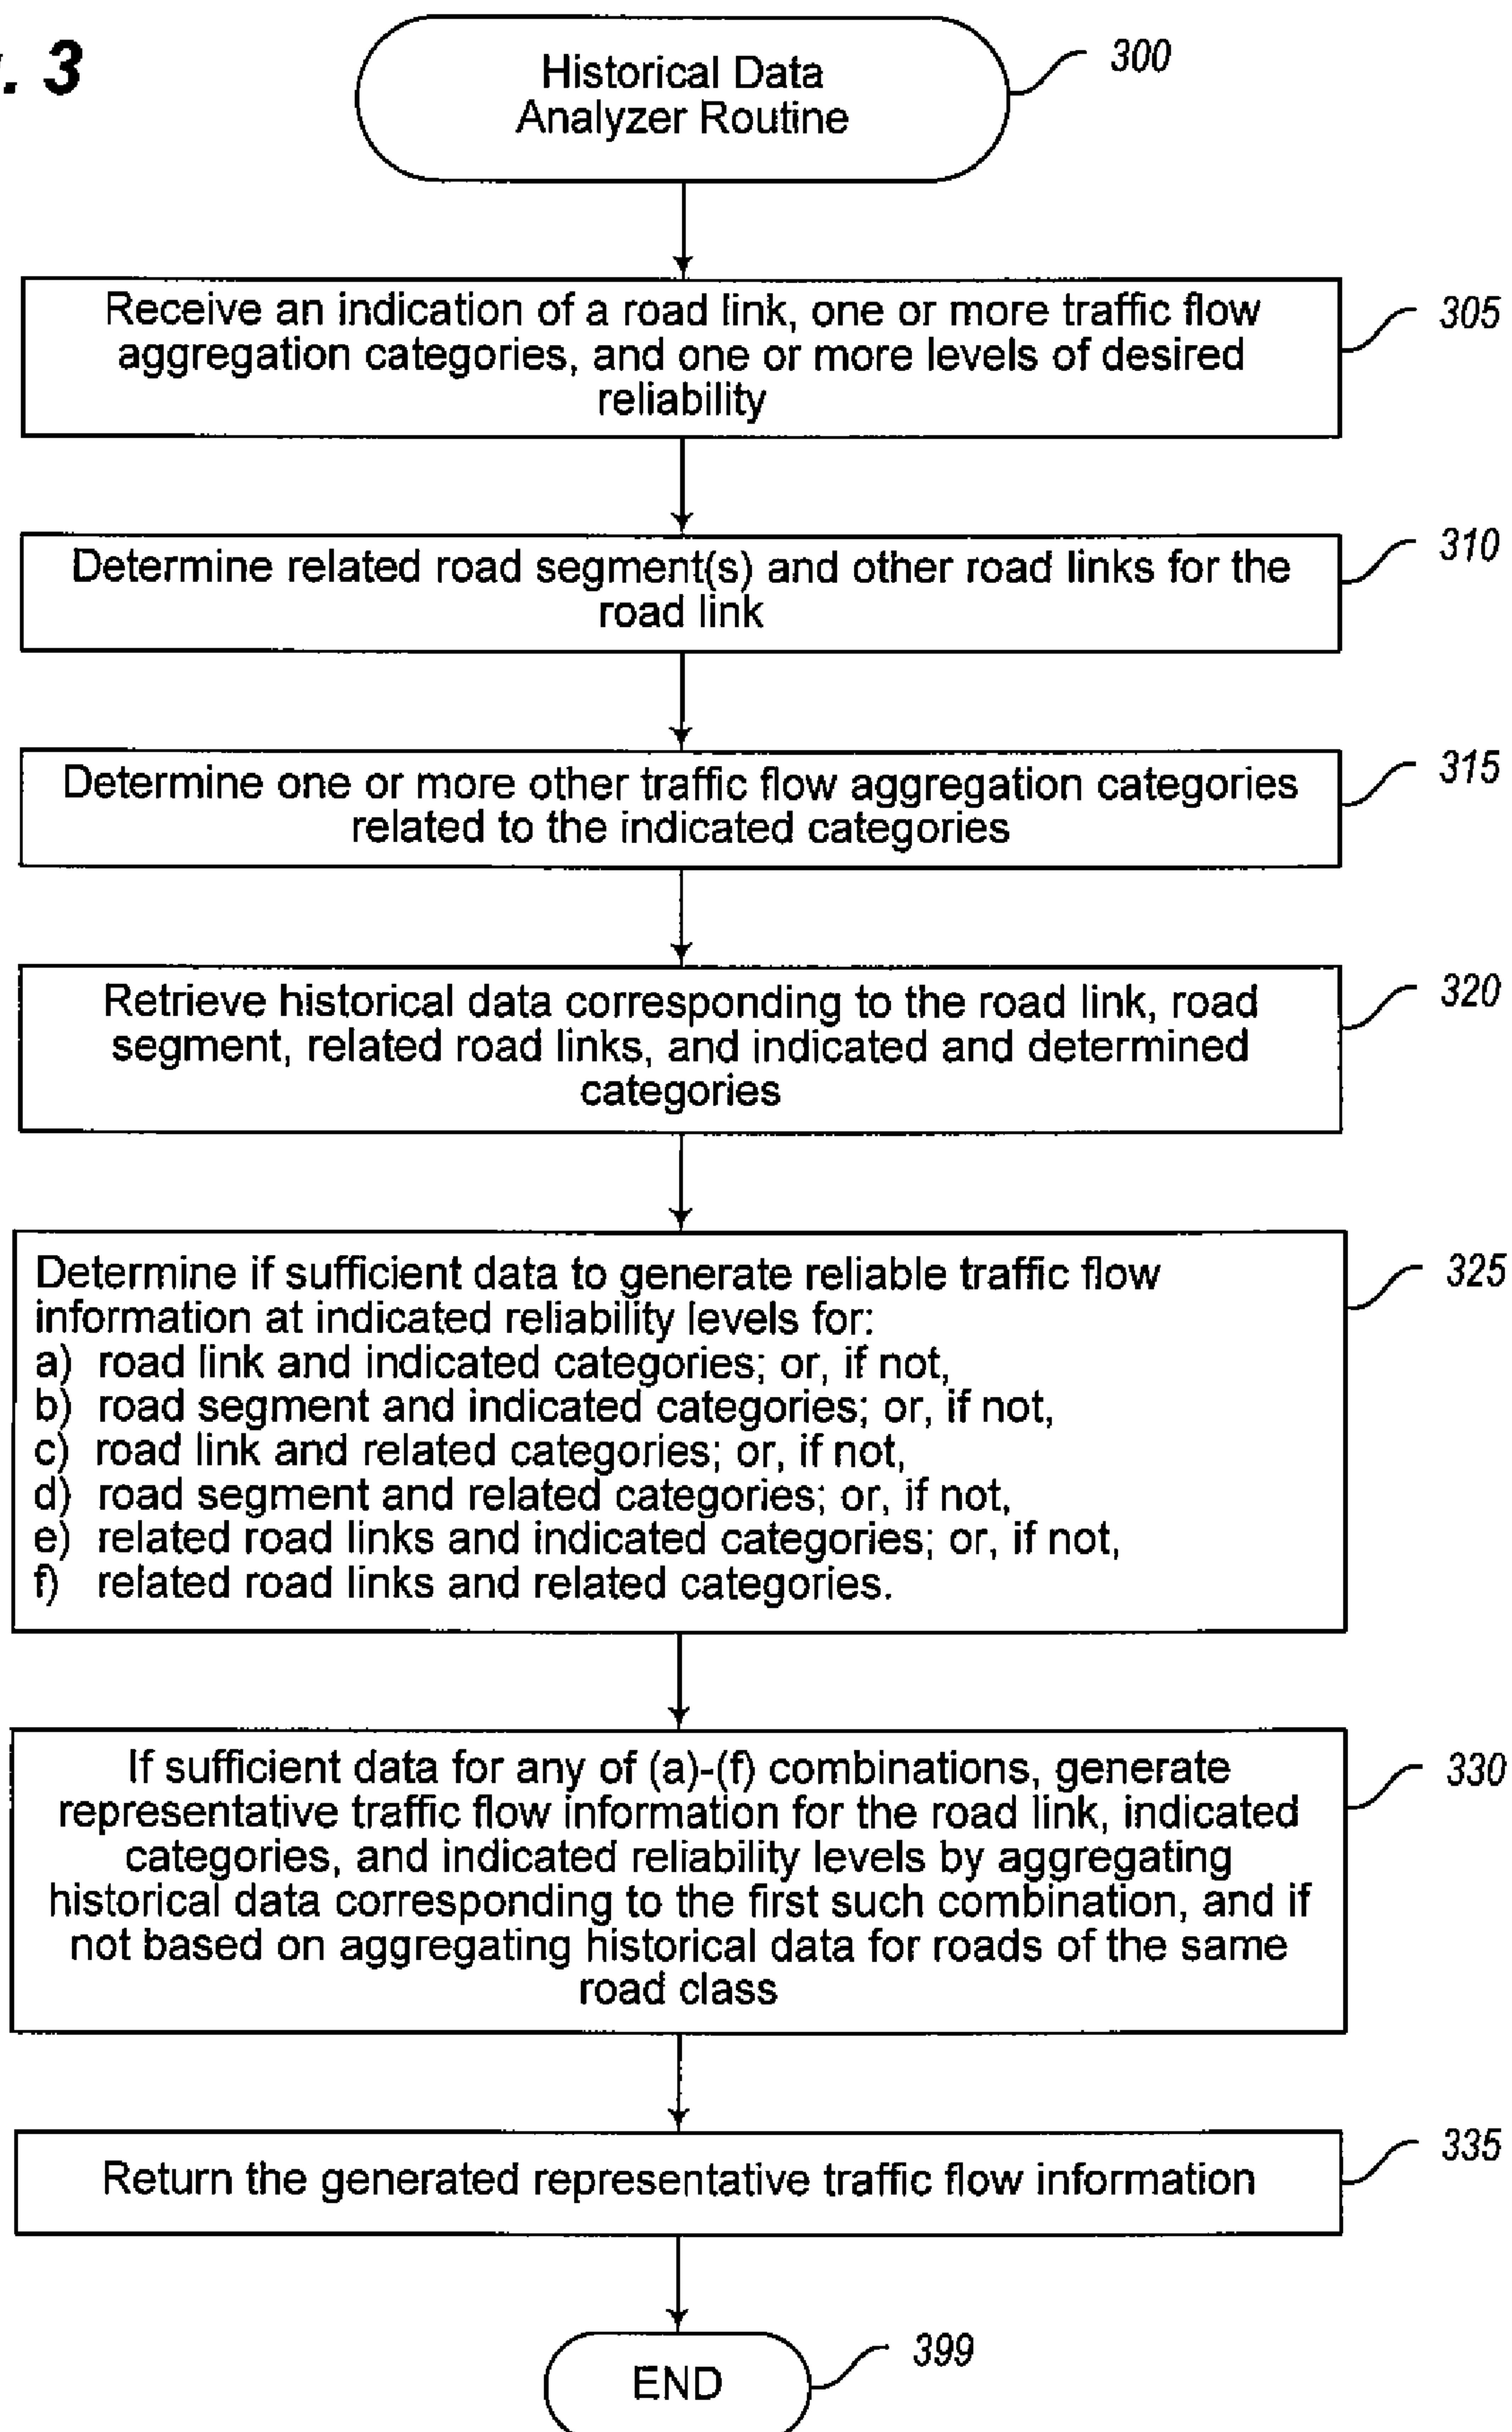 . 3
Historical Data
Analyzer Routine
300
Receive an indication of a road link, one or more traffic flow
aggregation categories, and one or more levels of desired
reliability
305
Determine related road segment(s) and other road links for the
road link
310
Determine one or more other traffic flow aggregation categories
related to the indicated categories
315
Retrieve historical data corresponding to the road link, road
segment, related road links, and indicated and determined
categories
320
Determine if sufficient data to generate reliable traffic flow
information at indicated reliability levels for:
a) road link and indicated categories; or, if not,
b) road segment and indicated categories; or, if not,
c) road link and related categories; or, if not,
d) road segment and related categories; or, if not,
e) related road links and indicated categories; or, if not,
f) related road links and related categories.
325
If sufficient data for any of (a)-(f) combinations, generate
representative traffic flow information for the road link, indicated
categories, and indicated reliability levels by aggregating
historical data corresponding to the first such combination, and if
not based on aggregating historical data for roads of the same
road class
330
Return the generated representative traffic flow information
335
END
399